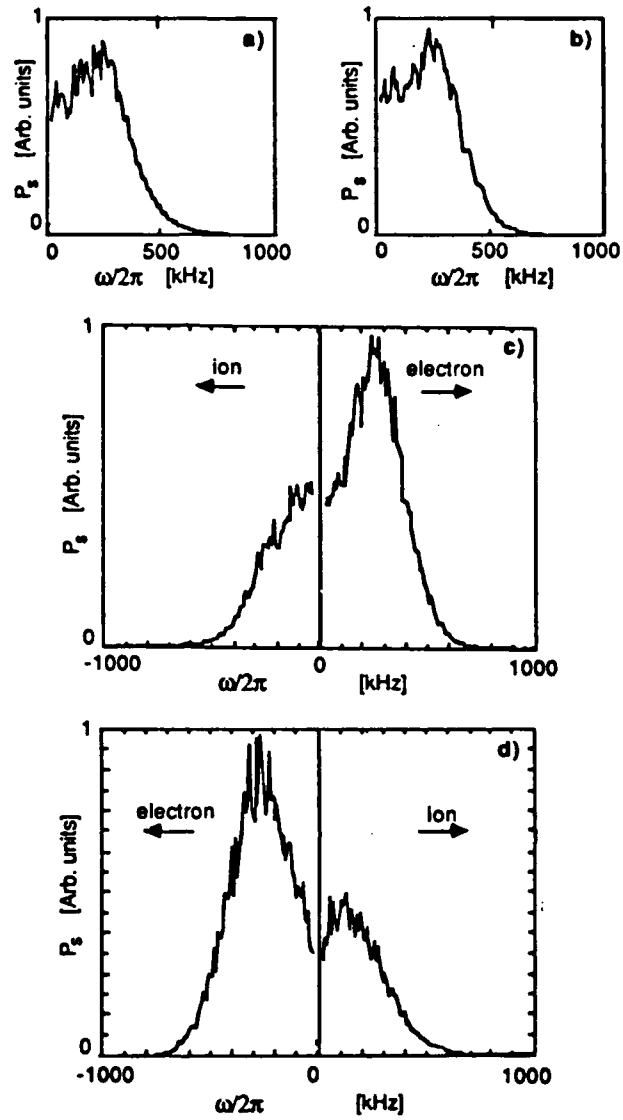 1
a)
P_s [Arb. units]
0
0 500 1000
ω/2π [kHz]
1
b)
P_s [Arb. units]
0
0 500 1000
ω/2π [kHz]
1
c)
ion
electron
P_s [Arb. units]
0
-1000 0 1000
ω/2π [kHz]
1
d)
electron
Ion
P_s [Arb. units]
0
-1000 0 1000
ω/2π [kHz]